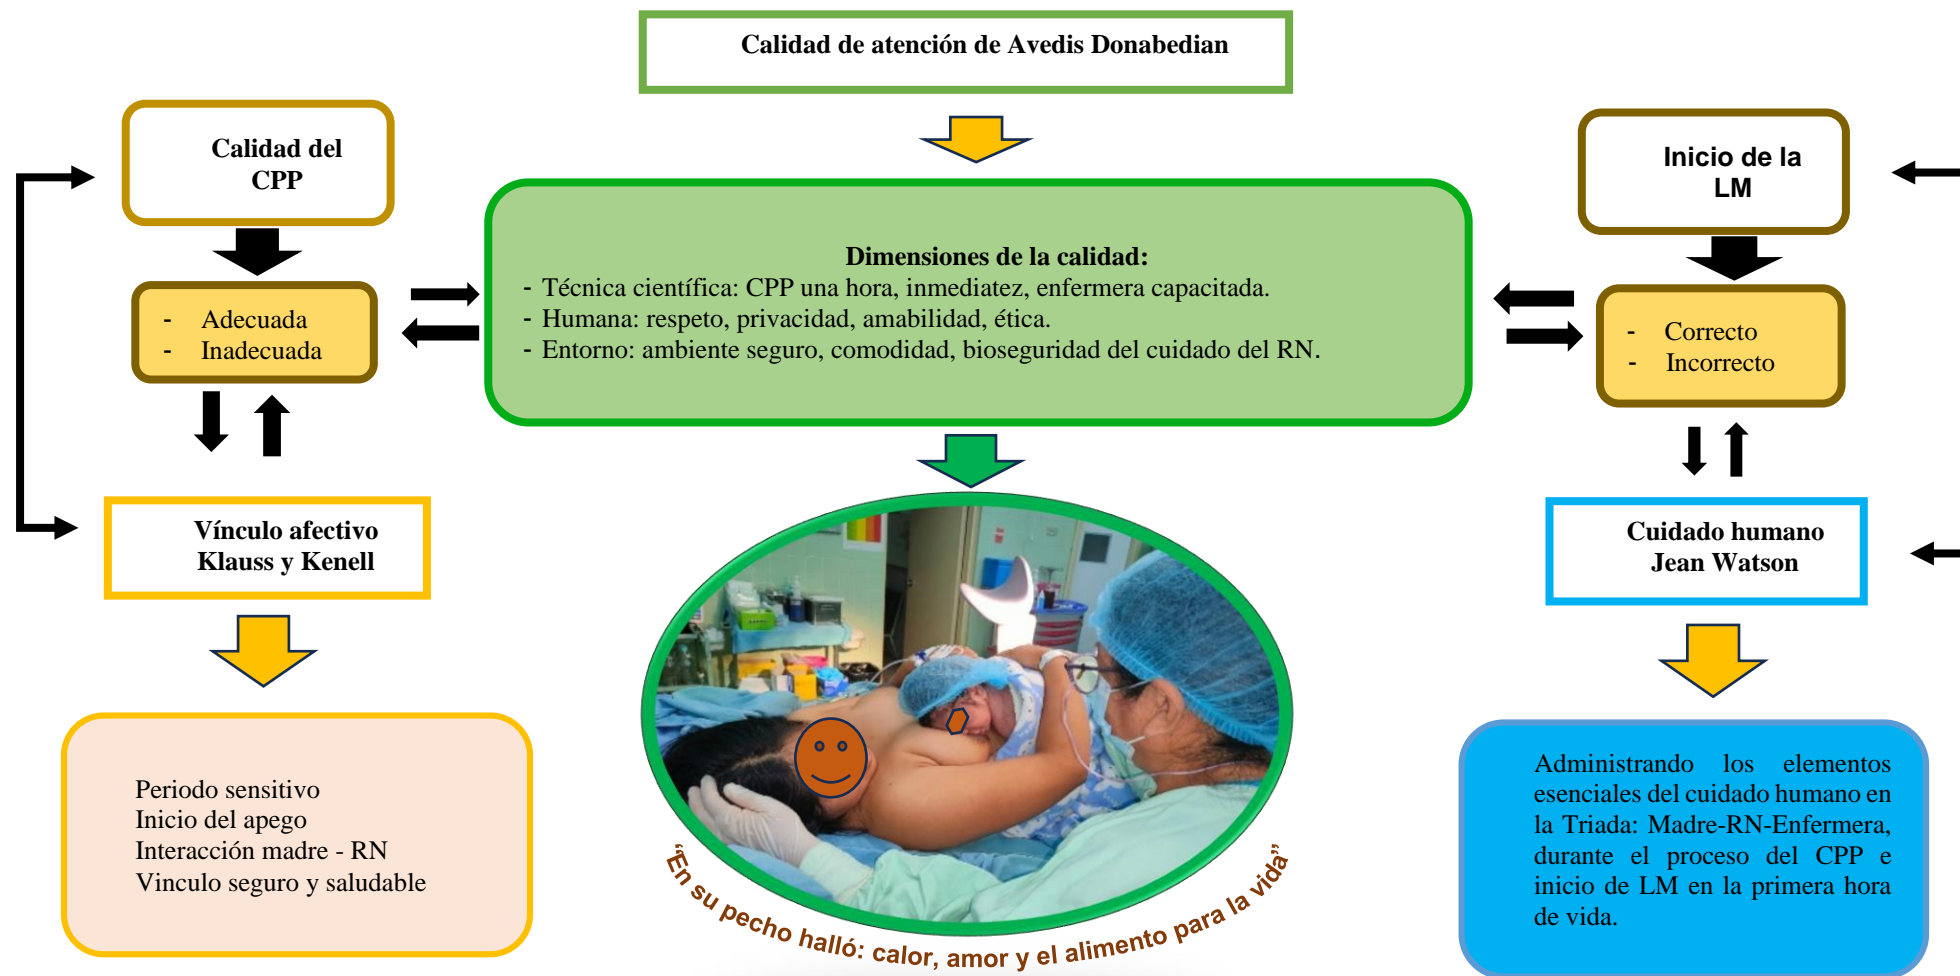 Calidad de atención de Avedis Donabedian
Calidad del
CPP
- Adecuada
- Inadecuada
Vínculo afectivo
Klauss y Kenell
Periodo sensitivo
Inicio del apego
Interacción madre - RN
Vinculo seguro y saludable
Dimensiones de la calidad:
- Técnica científica: CPP una hora, inmediatez, enfermera capacitada.
- Humana: respeto, privacidad, amabilidad, ética.
- Entorno: ambiente seguro, comodidad, bioseguridad del cuidado del RN.
“En su pecho halló: calor, amor y el alimento para la vida”
Inicio de la
LM
- Correcto
- Incorrecto
Cuidado humano
Jean Watson
Administrando los elementos
esenciales del cuidado humano en
la Triada: Madre-RN-Enfermera,
durante el proceso del CPP e
inicio de LM en la primera hora
de vida.